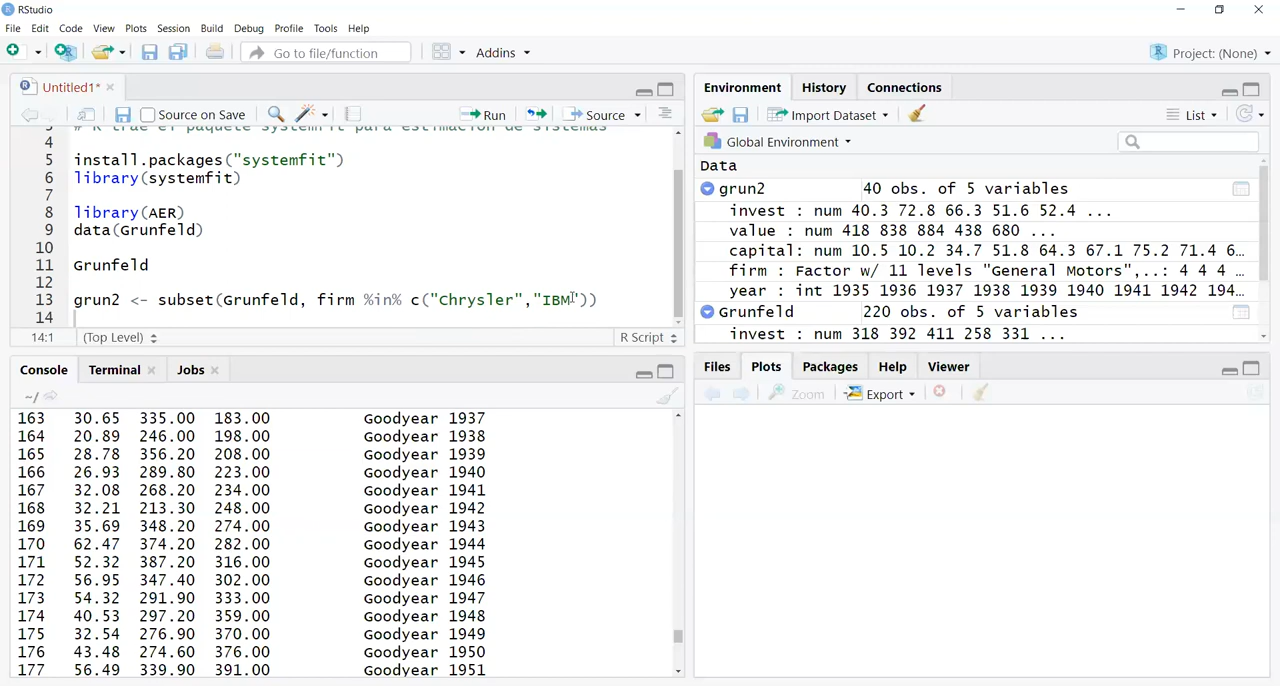 RStudio
File Edit Code View Plots Session Build Debug Profile Tools Help
Go to file/function Addins Project: (None)
Untitled1*
Source on Save Run Source
3 # R trae el paquete systemfit para estimación de sistemas
4
5 install.packages("systemfit")
6 library(systemfit)
7
8 library(AER)
9 data(Grunfeld)
10
11 Grunfeld
12
13 grun2 <- subset(Grunfeld, firm %in% c("Chrysler","IBM"))
14
14:1 (Top Level) R Script
Console Terminal Jobs
~/
163 30.65 335.00 183.00 Goodyear 1937
164 20.89 246.00 198.00 Goodyear 1938
165 28.78 356.20 208.00 Goodyear 1939
166 26.93 289.80 223.00 Goodyear 1940
167 32.08 268.20 234.00 Goodyear 1941
168 32.21 213.30 248.00 Goodyear 1942
169 35.69 348.20 274.00 Goodyear 1943
170 62.47 374.20 282.00 Goodyear 1944
171 52.32 387.20 316.00 Goodyear 1945
172 56.95 347.40 302.00 Goodyear 1946
173 54.32 291.90 333.00 Goodyear 1947
174 40.53 297.20 359.00 Goodyear 1948
175 32.54 276.90 370.00 Goodyear 1949
176 43.48 274.60 376.00 Goodyear 1950
177 56.49 339.90 391.00 Goodyear 1951
Environment History Connections
Import Dataset List
Global Environment
Data
grun2 40 obs. of 5 variables
invest : num 40.3 72.8 66.3 51.6 52.4 ...
value : num 418 838 884 438 680 ...
capital: num 10.5 10.2 34.7 51.8 64.3 67.1 75.2 71.4 6...
firm : Factor w/ 11 levels "General Motors",..: 4 4 4 ...
year : int 1935 1936 1937 1938 1939 1940 1941 1942 194...
Grunfeld 220 obs. of 5 variables
invest : num 318 392 411 258 331 ...
Files Plots Packages Help Viewer
Zoom Export